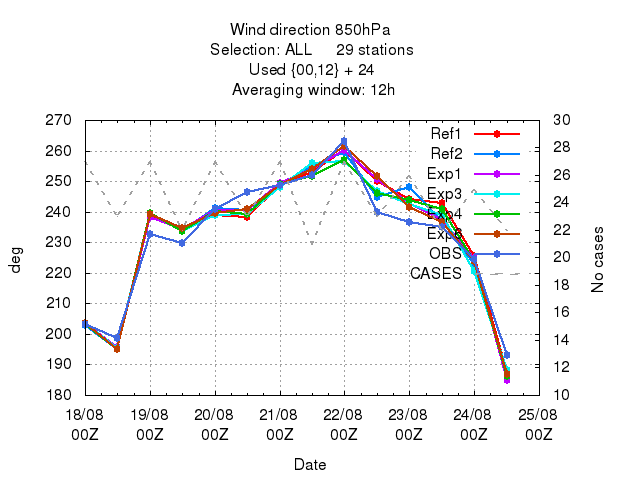 Wind direction 850hPa
Selection: ALL 29 stations
Used {00,12} + 24
Averaging window: 12h
270 30
260 28
250 26
240 24
230 22
220 20
210 18
200 16
190 14
180 12
10
deg
No cases
Ref1
Ref2
Exp1
Exp3
Exp4
OBS
CASES
18/08 19/08 20/08 21/08 22/08 23/08 24/08 25/08
00Z 00Z 00Z 00Z 00Z 00Z 00Z 00Z
Date